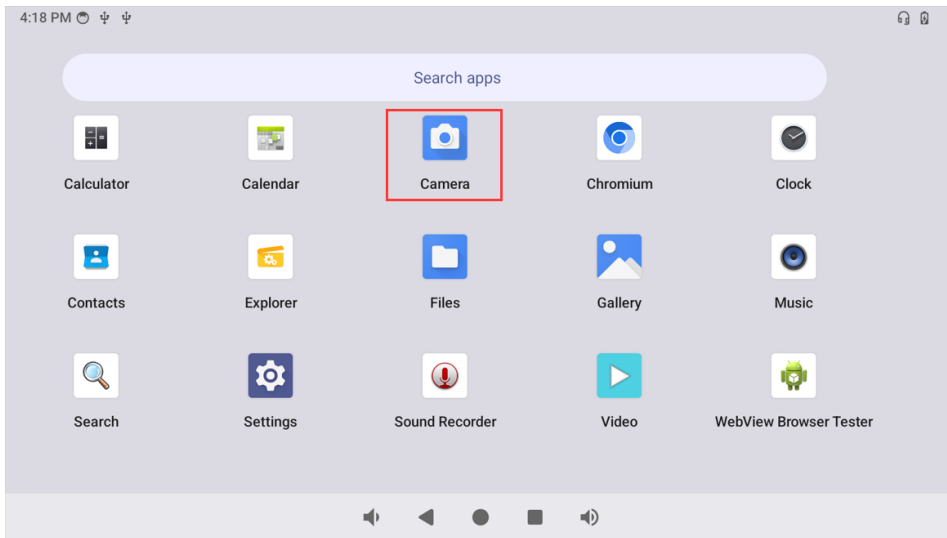 4:18 PM
Search apps
Calculator Calendar Camera Chromium Clock
Contacts Explorer Files Gallery Music
Search Settings Sound Recorder Video WebView Browser Tester